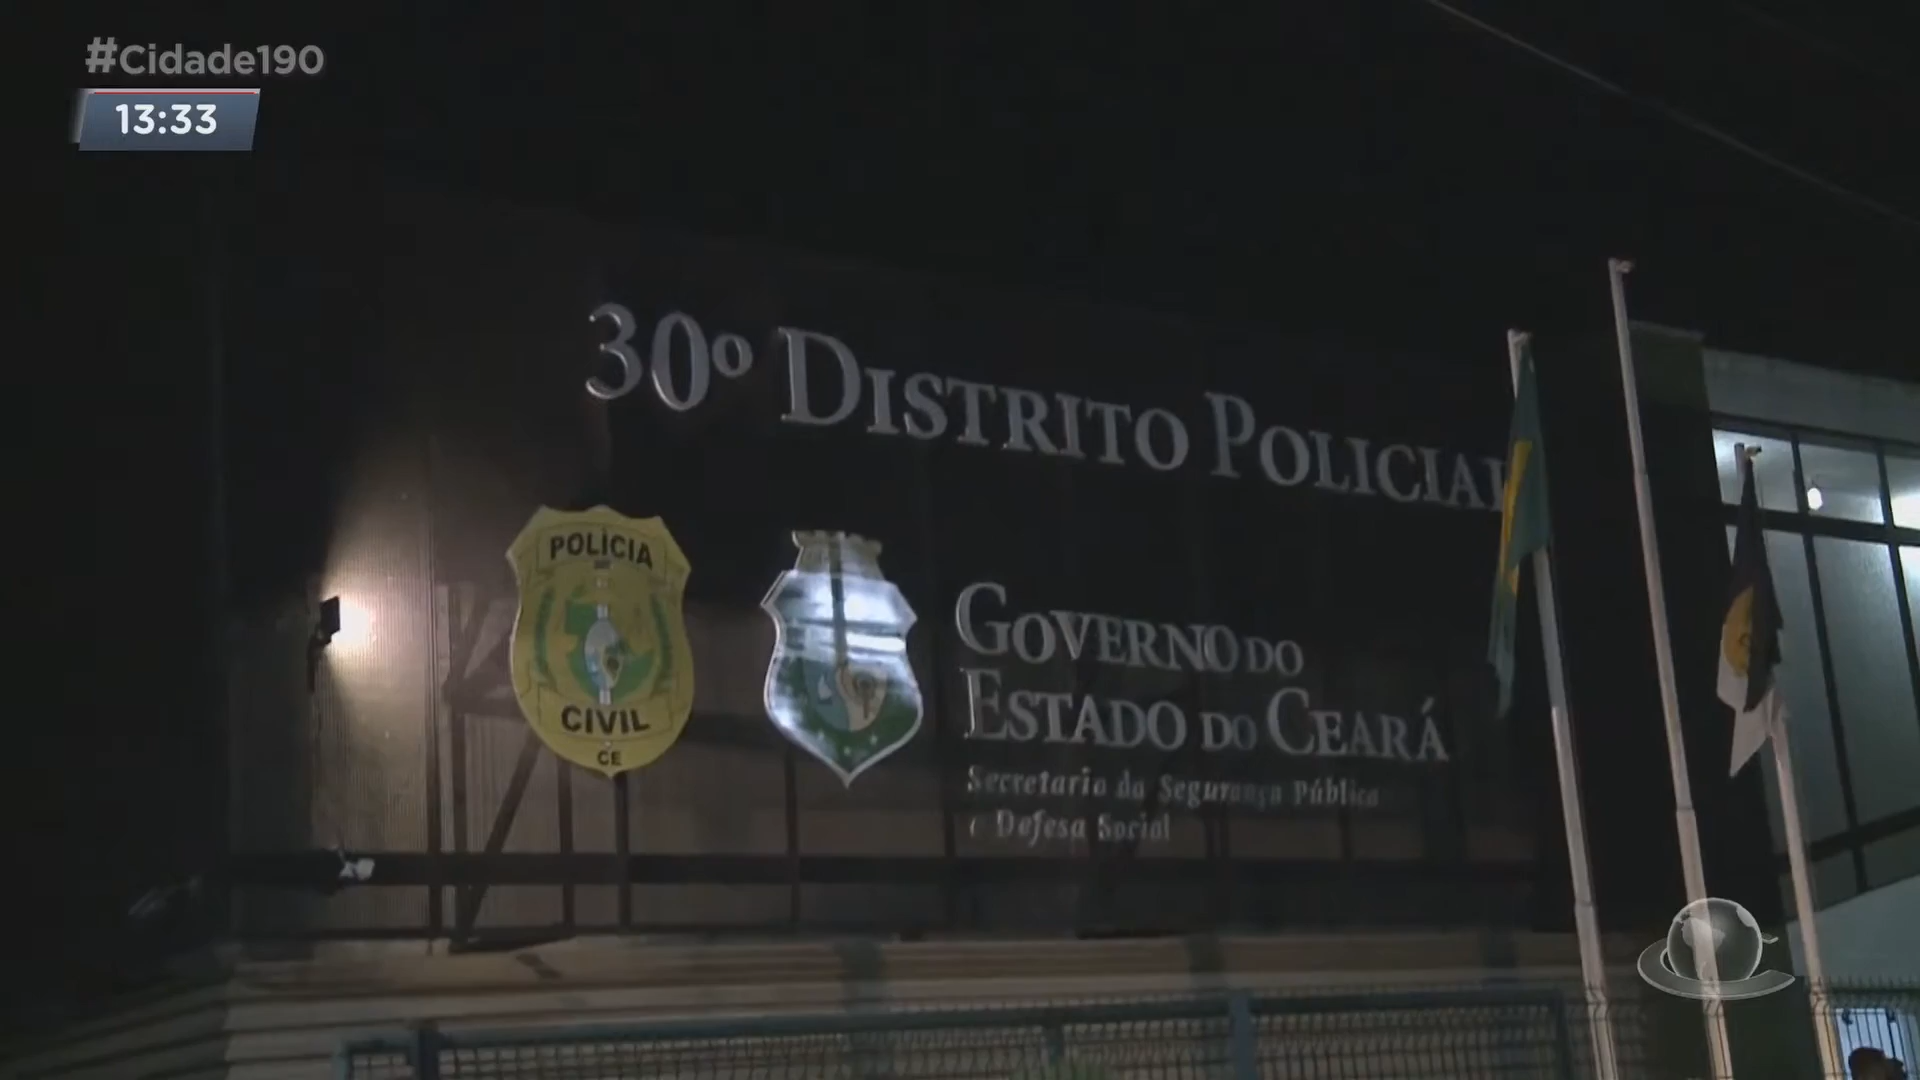 #Cidade190
13:33
30º DISTRITO POLICIAL
POLÍCIA
CIVIL
CE
GOVERNO DO
ESTADO DO CEARÁ
Secretaria da Segurança Pública
e Defesa Social